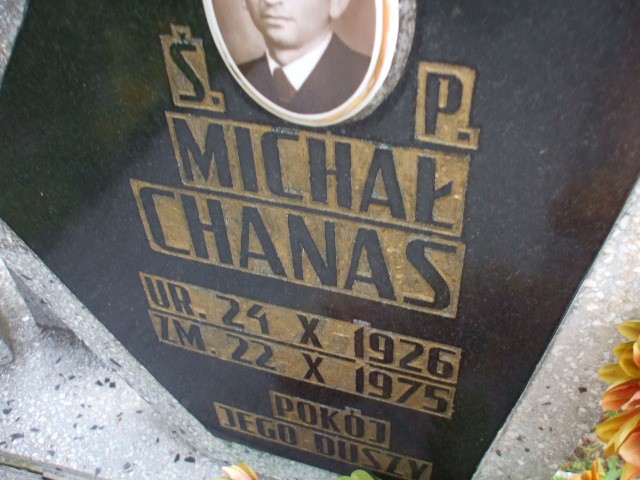 Ś. P.
MICHAŁ
CHANAS
UR. 24 X 1926
ZM. 22 X 1975
POKÓJ
JEGO DUSZY